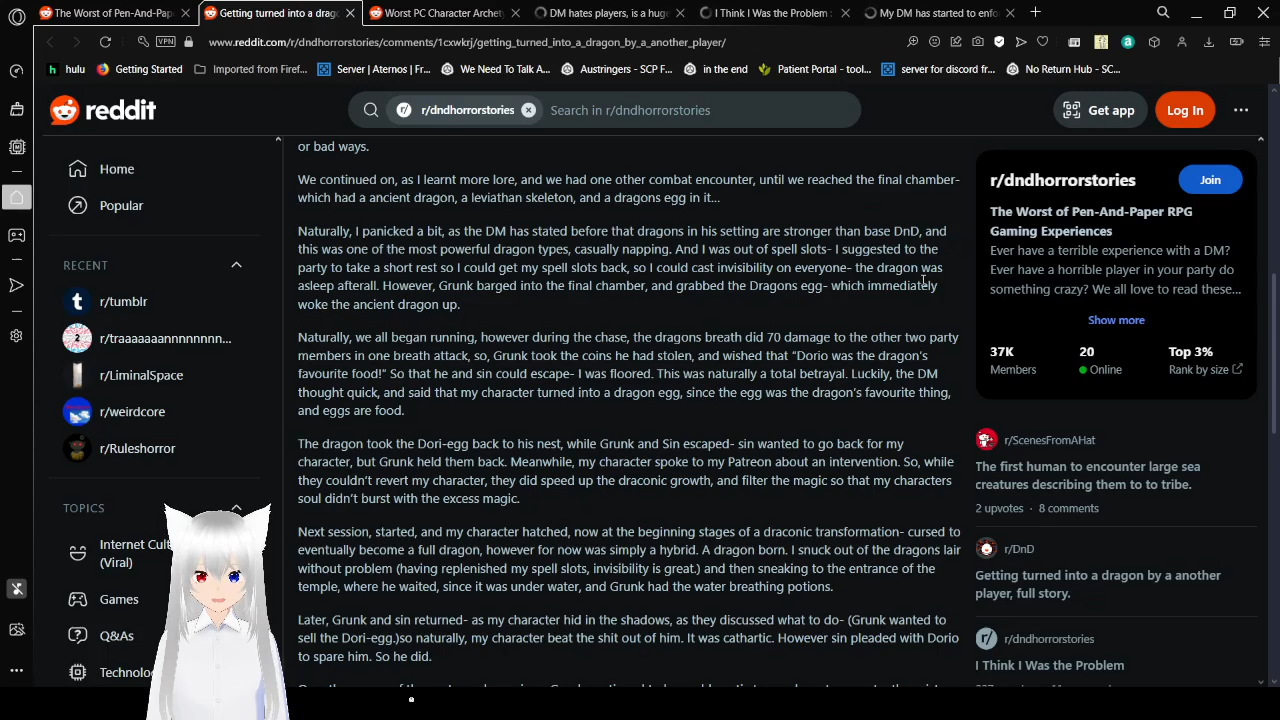 The Worst of Pen-And-Paper
Getting turned into a drago
Worst PC Character Archet
DM hates players, is a huge
I Think I Was the Problem
My DM has started to enfo
VPN
www.reddit.com/r/dndhorrorstories/comments/1cxwkrj/getting_turned_into_a_dragon_by_a_another_player/
hulu
Getting Started
Imported from Firef...
Server | Aternos | Fr...
We Need To Talk A...
Austringers - SCP F...
in the end
Patient Portal - tool...
server for discord fr...
No Return Hub - SC...
reddit
r/dndhorrorstories
Search in r/dndhorrorstories
Get app
Log In
Home
Popular
RECENT
r/tumblr
r/traaaaaaannnnnnnn...
r/LiminalSpace
r/weirdcore
r/Ruleshorror
TOPICS
Internet Cult
(Viral)
Games
Q&As
Technolo
or bad ways.
We continued on, as I learnt more lore, and we had one other combat encounter, until we reached the final chamber-
which had a ancient dragon, a leviathan skeleton, and a dragons egg in it...
Naturally, I panicked a bit, as the DM has stated before that dragons in his setting are stronger than base DnD, and
this was one of the most powerful dragon types, casually napping. And I was out of spell slots- I suggested to the
party to take a short rest so I could get my spell slots back, so I could cast invisibility on everyone- the dragon was
asleep afterall. However, Grunk barged into the final chamber, and grabbed the Dragons egg- which immediately
woke the ancient dragon up.
Naturally, we all began running, however during the chase, the dragons breath did 70 damage to the other two party
members in one breath attack, so, Grunk took the coins he had stolen, and wished that “Dorio was the dragon’s
favourite food!” So that he and sin could escape- I was floored. This was naturally a total betrayal. Luckily, the DM
thought quick, and said that my character turned into a dragon egg, since the egg was the dragon’s favourite thing,
and eggs are food.
The dragon took the Dori-egg back to his nest, while Grunk and Sin escaped- sin wanted to go back for my
character, but Grunk held them back. Meanwhile, my character spoke to my Patreon about an intervention. So, while
they couldn’t revert my character, they did speed up the draconic growth, and filter the magic so that my characters
soul didn’t burst with the excess magic.
Next session, started, and my character hatched, now at the beginning stages of a draconic transformation- cursed to
eventually become a full dragon, however for now was simply a hybrid. A dragon born. I snuck out of the dragons lair
without problem (having replenished my spell slots, invisibility is great.) and then sneaking to the entrance of the
temple, where he waited, since it was under water, and Grunk had the water breathing potions.
Later, Grunk and sin returned- as my character hid in the shadows, as they discussed what to do- (Grunk wanted to
sell the Dori-egg.)so naturally, my character beat the shit out of him. It was cathartic. However sin pleaded with Dorio
to spare him. So he did.
r/dndhorrorstories
Join
The Worst of Pen-And-Paper RPG
Gaming Experiences
Ever have a terrible experience with a DM?
Ever have a horrible player in your party do
something crazy? We all love to read these...
Show more
37K
Members
20
Online
Top 3%
Rank by size
r/ScenesFromAHat
The first human to encounter large sea
creatures describing them to to tribe.
2 upvotes · 8 comments
r/DnD
Getting turned into a dragon by a another
player, full story.
r/dndhorrorstories
I Think I Was the Problem